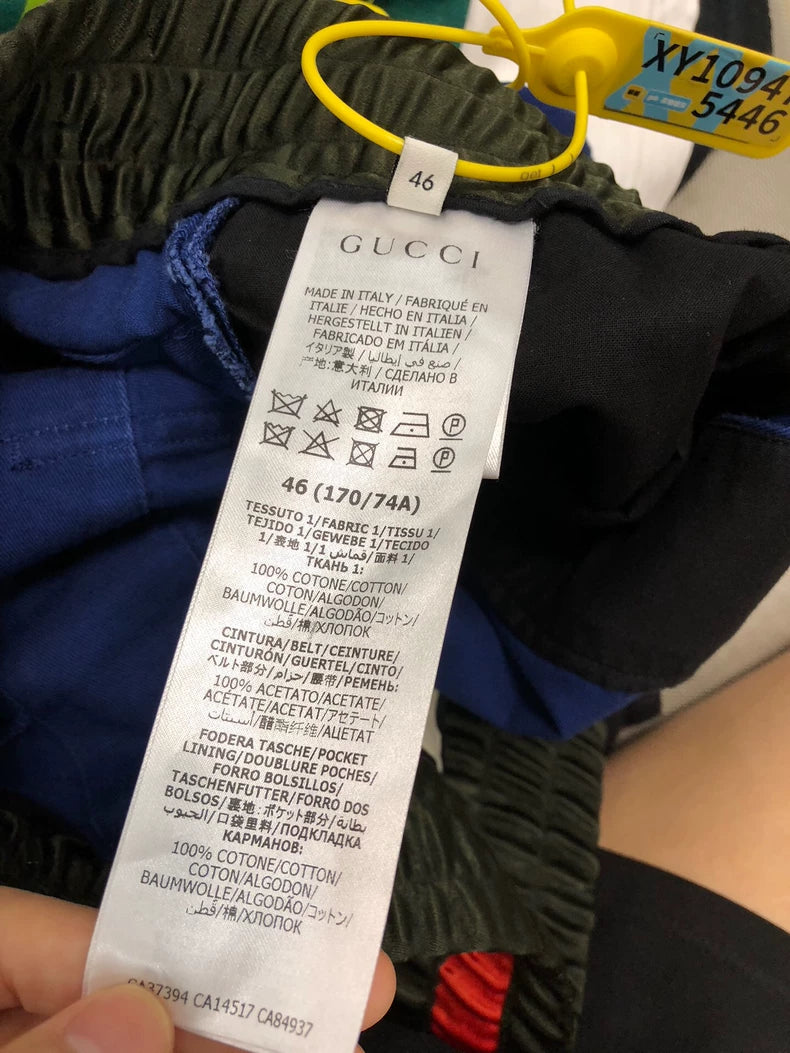 XY1094
5446
get
46
GUCCI
MADE IN ITALY / FABRIQUÉ EN
ITALIE / HECHO EN ITALIA /
HERGESTELLT IN ITALIEN /
FABRICADO EM ITÁLIA /
イタリア製 / صنع في إيطاليا /
产地:意大利 / СДЕЛАНО В
ИТАЛИИ
P
P
46 (170/74A)
TESSUTO 1/FABRIC 1/TISSU 1/
TEJIDO 1/GEWEBE 1/TECIDO
1/表地 1/قماش 1/面料 1/
ТКАНЬ 1:
100% COTONE/COTTON/
COTON/ALGODON/
BAUMWOLLE/ALGODÃO/コットン/
قطن/棉/ХЛОПОК
CINTURA/BELT/CEINTURE/
CINTURÓN/GUERTEL/CINTO/
ベルト部分/حزام/腰带/РЕМЕНЬ:
100% ACETATO/ACETATE/
ACÉTATE/ACETAT/アセテート/
أسيتات/醋酯纤维/АЦЕТАТ
FODERA TASCHE/POCKET
LINING/DOUBLURE POCHES/
FORRO BOLSILLOS/
TASCHENFUTTER/FORRO DOS
BOLSOS/裏地:ポケット部分/بطانة
الجيوب/口袋里料/ПОДКЛАДКА
КАРМАНОВ:
100% COTONE/COTTON/
COTON/ALGODON/
BAUMWOLLE/ALGODÃO/コットン/
قطن/棉/ХЛОПОК
CA37394 CA14517 CA84937